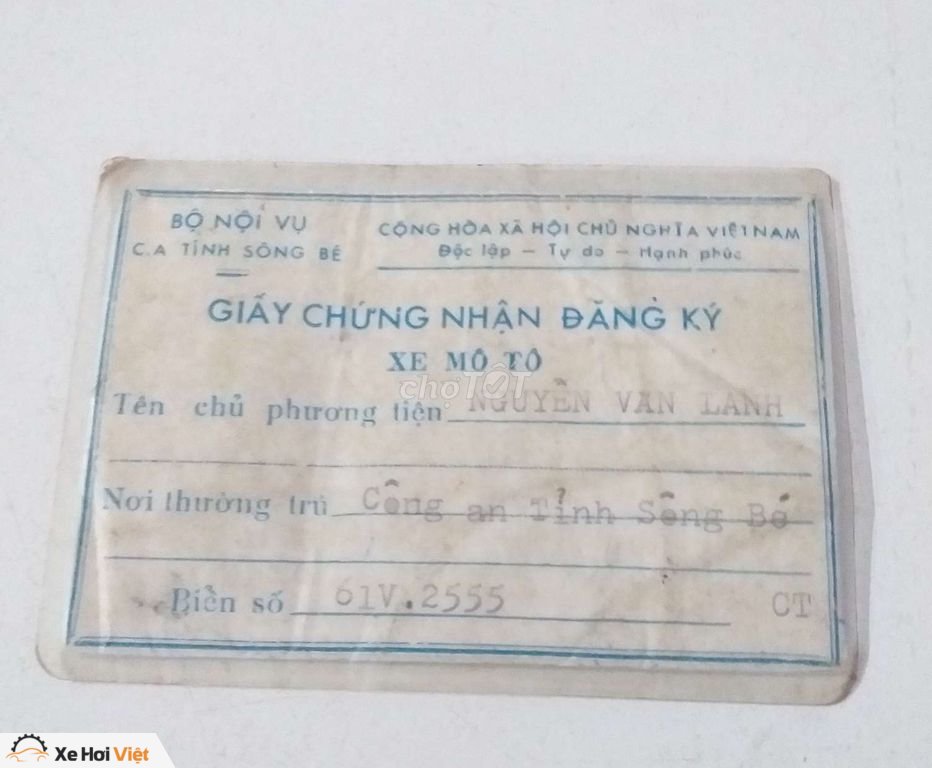 BỘ NỘI VỤ
C.A TỈNH SÔNG BÉ
CỘNG HÒA XÃ HỘI CHỦ NGHĨA VIỆT NAM
Độc lập - Tự do - Hạnh phúc
GIẤY CHỨNG NHẬN ĐĂNG KÝ
XE MÔ TÔ
chợTỐT
Tên chủ phương tiện NGUYỄN VAN LANH
Nơi thường trú Công an Tỉnh Sông Bé
Biển số 61V.2555 CT
Xe Hơi Việt